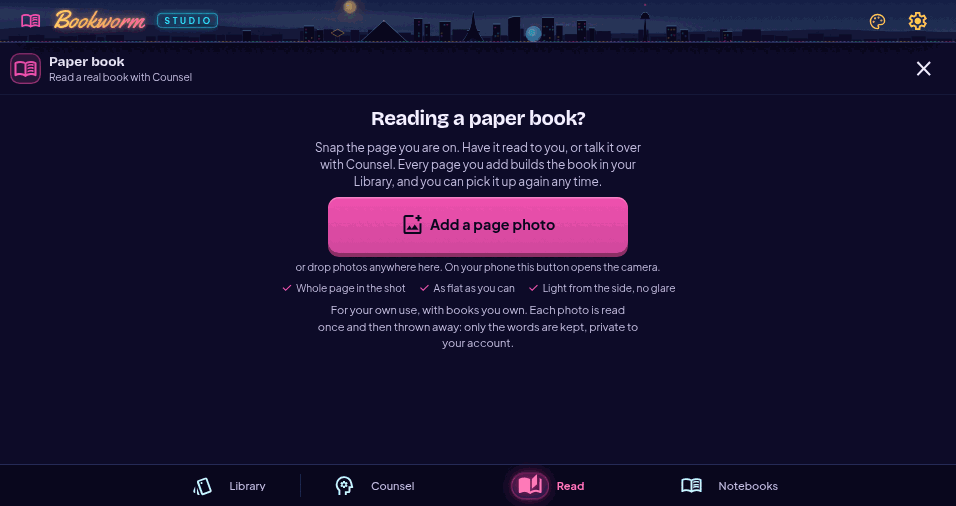 Bookworm STUDIO
Paper book
Read a real book with Counsel
Reading a paper book?
Snap the page you are on. Have it read to you, or talk it over
with Counsel. Every page you add builds the book in your
Library, and you can pick it up again any time.
Add a page photo
or drop photos anywhere here. On your phone this button opens the camera.
Whole page in the shot As flat as you can Light from the side, no glare
For your own use, with books you own. Each photo is read
once and then thrown away: only the words are kept, private to
your account.
Library Counsel Read Notebooks